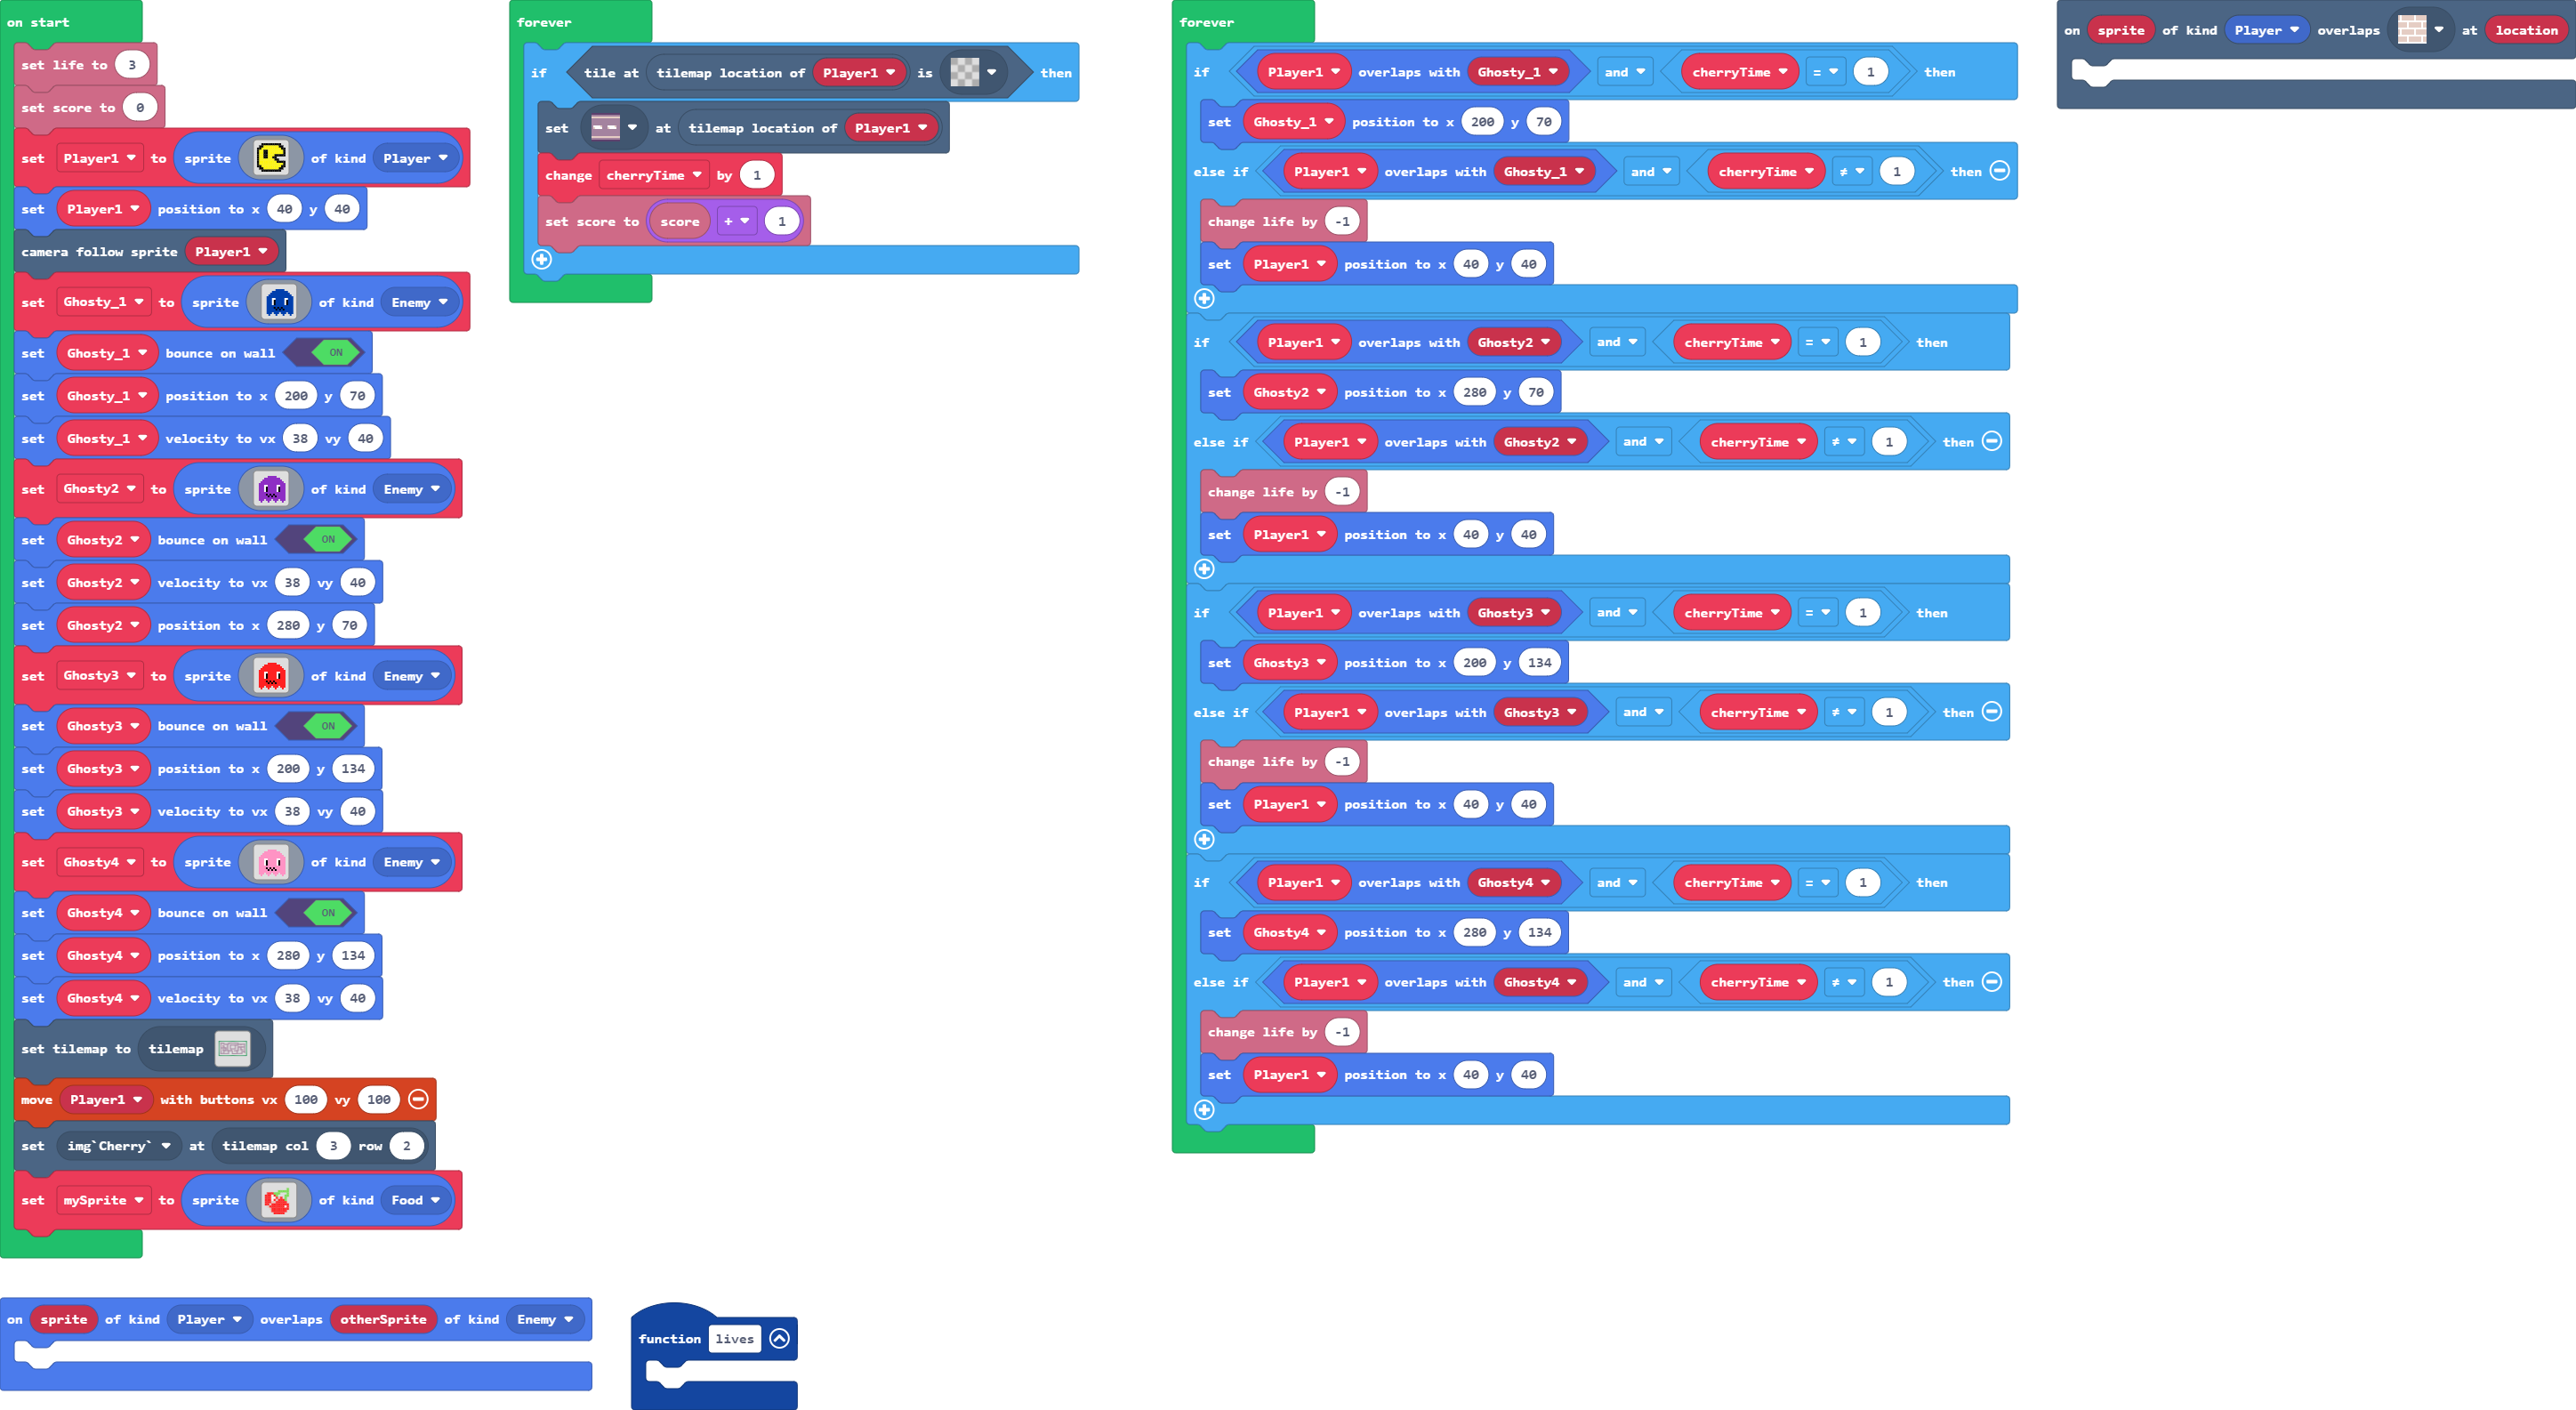 on start
set life to 3
set score to 0
set Player1 to sprite of kind Player
set Player1 position to x 40 y 40
camera follow sprite Player1
set Ghosty_1 to sprite of kind Enemy
set Ghosty_1 bounce on wall ON
set Ghosty_1 position to x 200 y 70
set Ghosty_1 velocity to vx 38 vy 40
set Ghosty2 to sprite of kind Enemy
set Ghosty2 bounce on wall ON
set Ghosty2 velocity to vx 38 vy 40
set Ghosty2 position to x 280 y 70
set Ghosty3 to sprite of kind Enemy
set Ghosty3 bounce on wall ON
set Ghosty3 position to x 200 y 134
set Ghosty3 velocity to vx 38 vy 40
set Ghosty4 to sprite of kind Enemy
set Ghosty4 bounce on wall ON
set Ghosty4 position to x 280 y 134
set Ghosty4 velocity to vx 38 vy 40
set tilemap to tilemap
move Player1 with buttons vx 100 vy 100
set img`Cherry` at tilemap col 3 row 2
set mySprite to sprite of kind Food
forever
if tile at tilemap location of Player1 is then
set at tilemap location of Player1
change cherryTime by 1
set score to score + 1
forever
if Player1 overlaps with Ghosty_1 and cherryTime = 1 then
set Ghosty_1 position to x 200 y 70
else if Player1 overlaps with Ghosty_1 and cherryTime ≠ 1 then
change life by -1
set Player1 position to x 40 y 40
if Player1 overlaps with Ghosty2 and cherryTime = 1 then
set Ghosty2 position to x 280 y 70
else if Player1 overlaps with Ghosty2 and cherryTime ≠ 1 then
change life by -1
set Player1 position to x 40 y 40
if Player1 overlaps with Ghosty3 and cherryTime = 1 then
set Ghosty3 position to x 200 y 134
else if Player1 overlaps with Ghosty3 and cherryTime ≠ 1 then
change life by -1
set Player1 position to x 40 y 40
if Player1 overlaps with Ghosty4 and cherryTime = 1 then
set Ghosty4 position to x 280 y 134
else if Player1 overlaps with Ghosty4 and cherryTime ≠ 1 then
change life by -1
set Player1 position to x 40 y 40
on sprite of kind Player overlaps at location
on sprite of kind Player overlaps otherSprite of kind Enemy
function lives